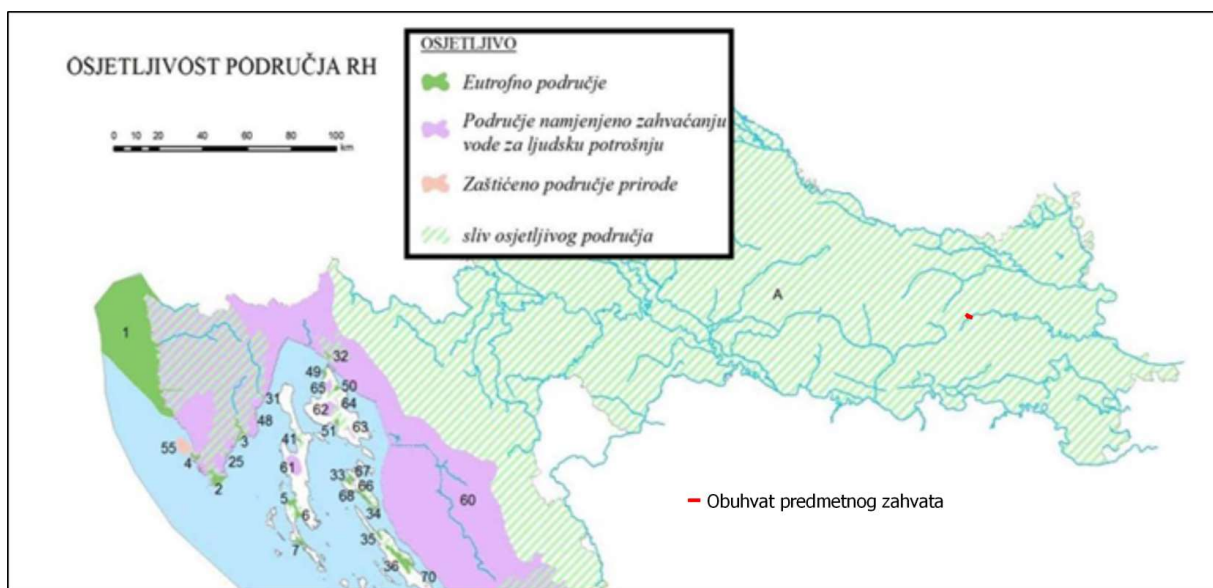 OSJETLJIVOST PODRUČJA RH
0 10 20 40 60 80 100
km
OSJETLJIVO
Eutrofno područje
Područje namjenjeno zahvaćanju
vode za ljudsku potrošnju
Zaštićeno područje prirode
sliv osjetljivog područja
A
1
32
49
65
50
31
62
64
48
51
63
3
41
55
4
25
61
67
33
66
2
68
60
5
34
6
35
7
36
70
Obuhvat predmetnog zahvata